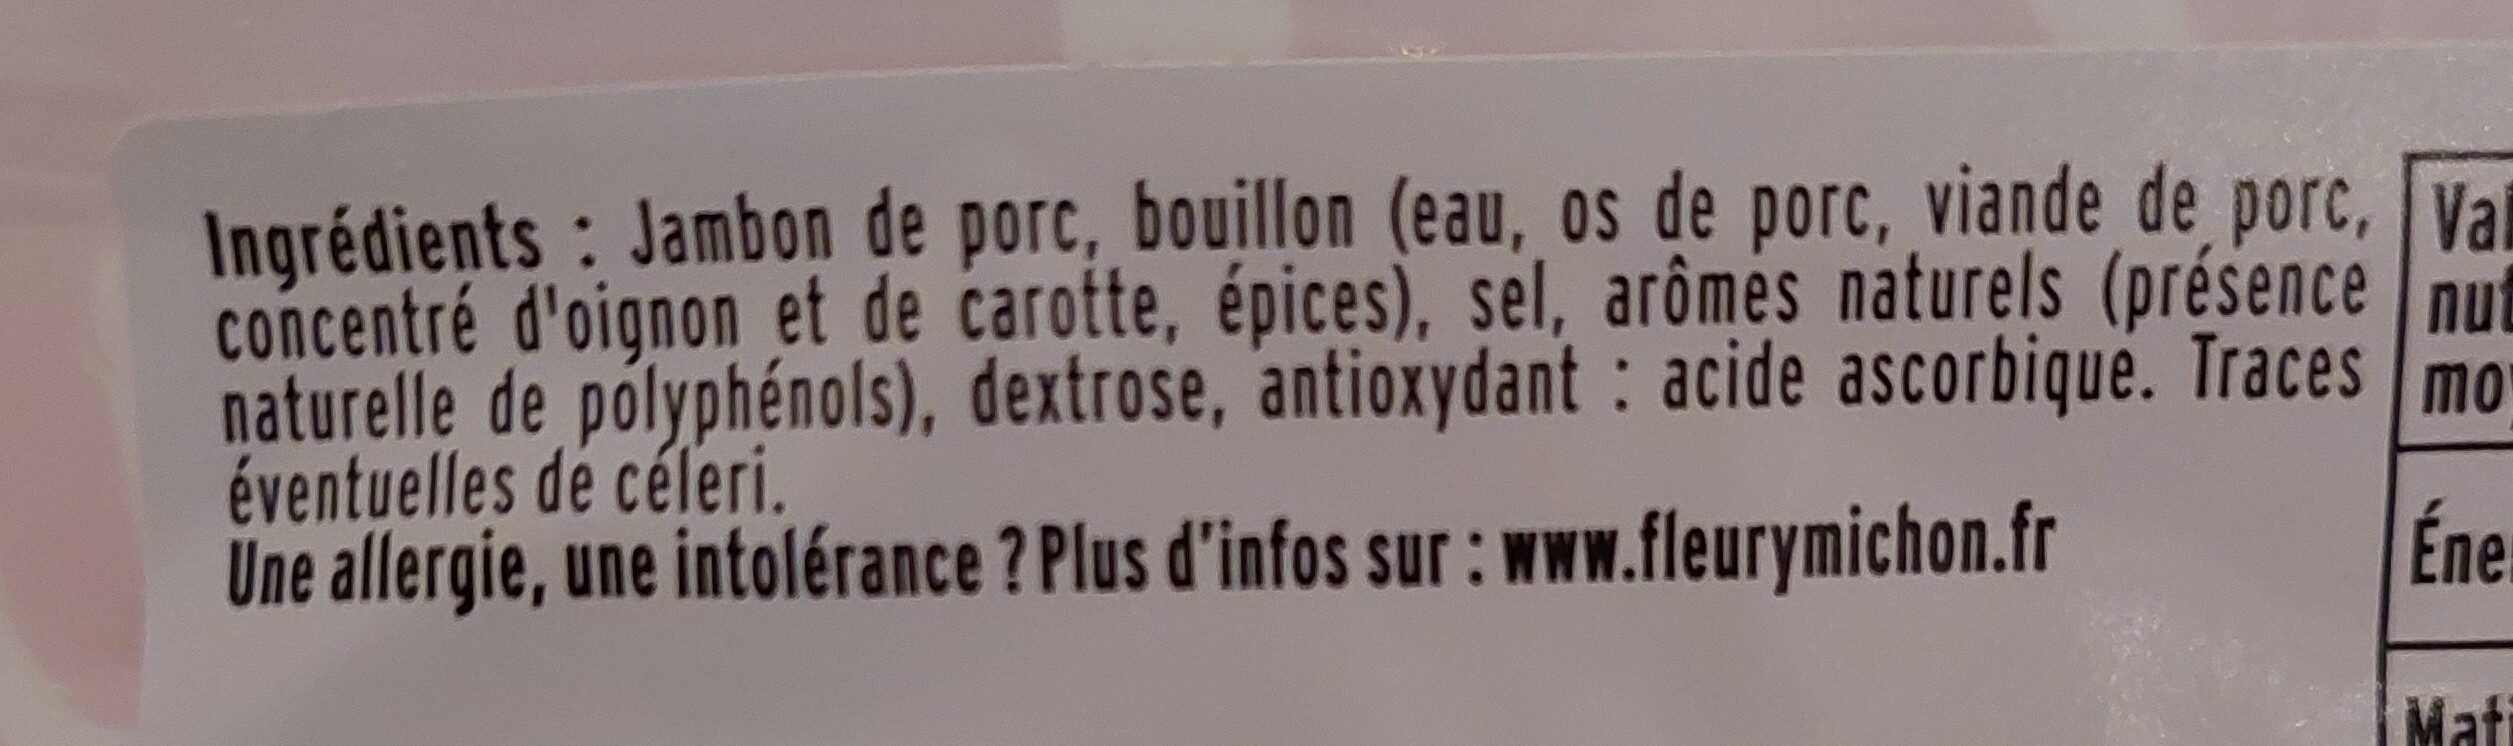 Ingrédients : Jambon de porc, bouillon (eau, os de porc, viande de porc,
concentré d'oignon et de carotte, épices), sel, arômes naturels (présence
naturelle de polyphénols), dextrose, antioxydant : acide ascorbique. Traces
éventuelles de céleri.
Une allergie, une intolérance ? Plus d'infos sur : www.fleurymichon.fr